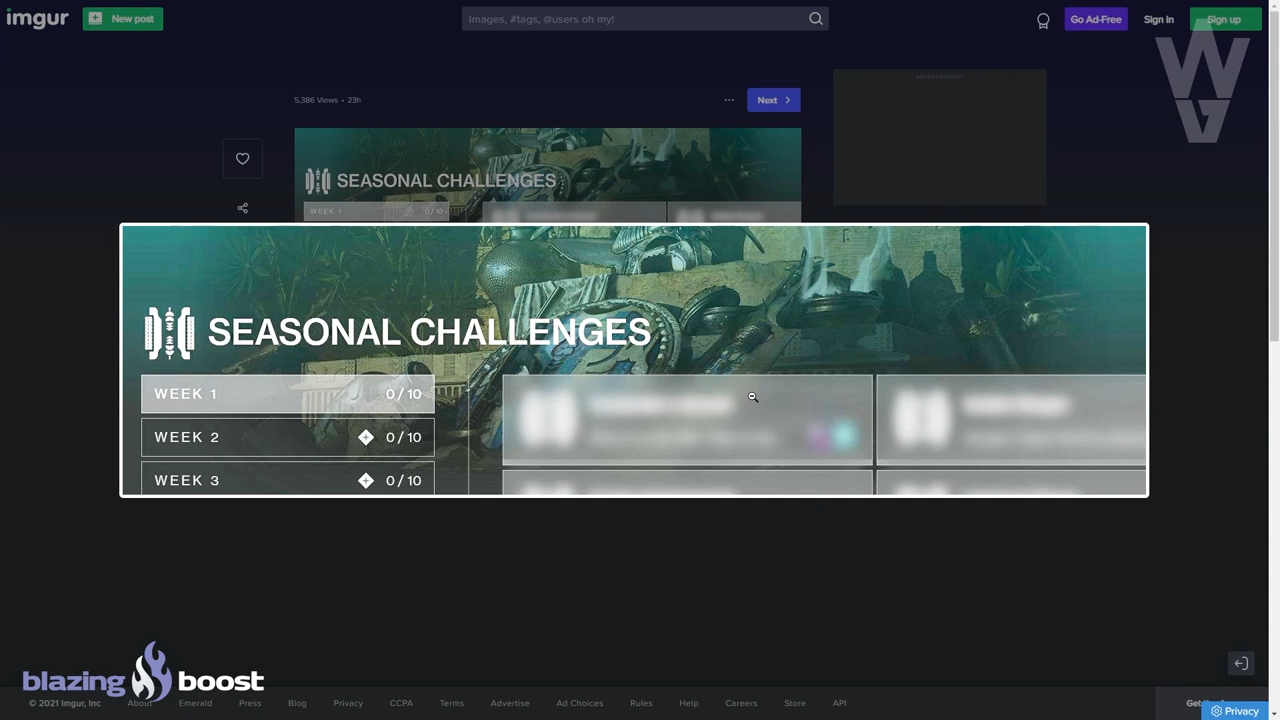 imgur
New post
Images, #tags, @users oh my!
Go Ad-Free
Sign in
Sign up
W
G
ADVERTISEMENT
5,386 Views • 23h
Next
SEASONAL CHALLENGES
WEEK 1 0/10
SEASONAL CHALLENGES
WEEK 1 0/10
WEEK 2 0/10
WEEK 3 0/10
blazing boost
© 2021 Imgur, Inc
About
Emerald
Press
Blog
Privacy
CCPA
Terms
Advertise
Ad Choices
Rules
Help
Careers
Store
API
Privacy